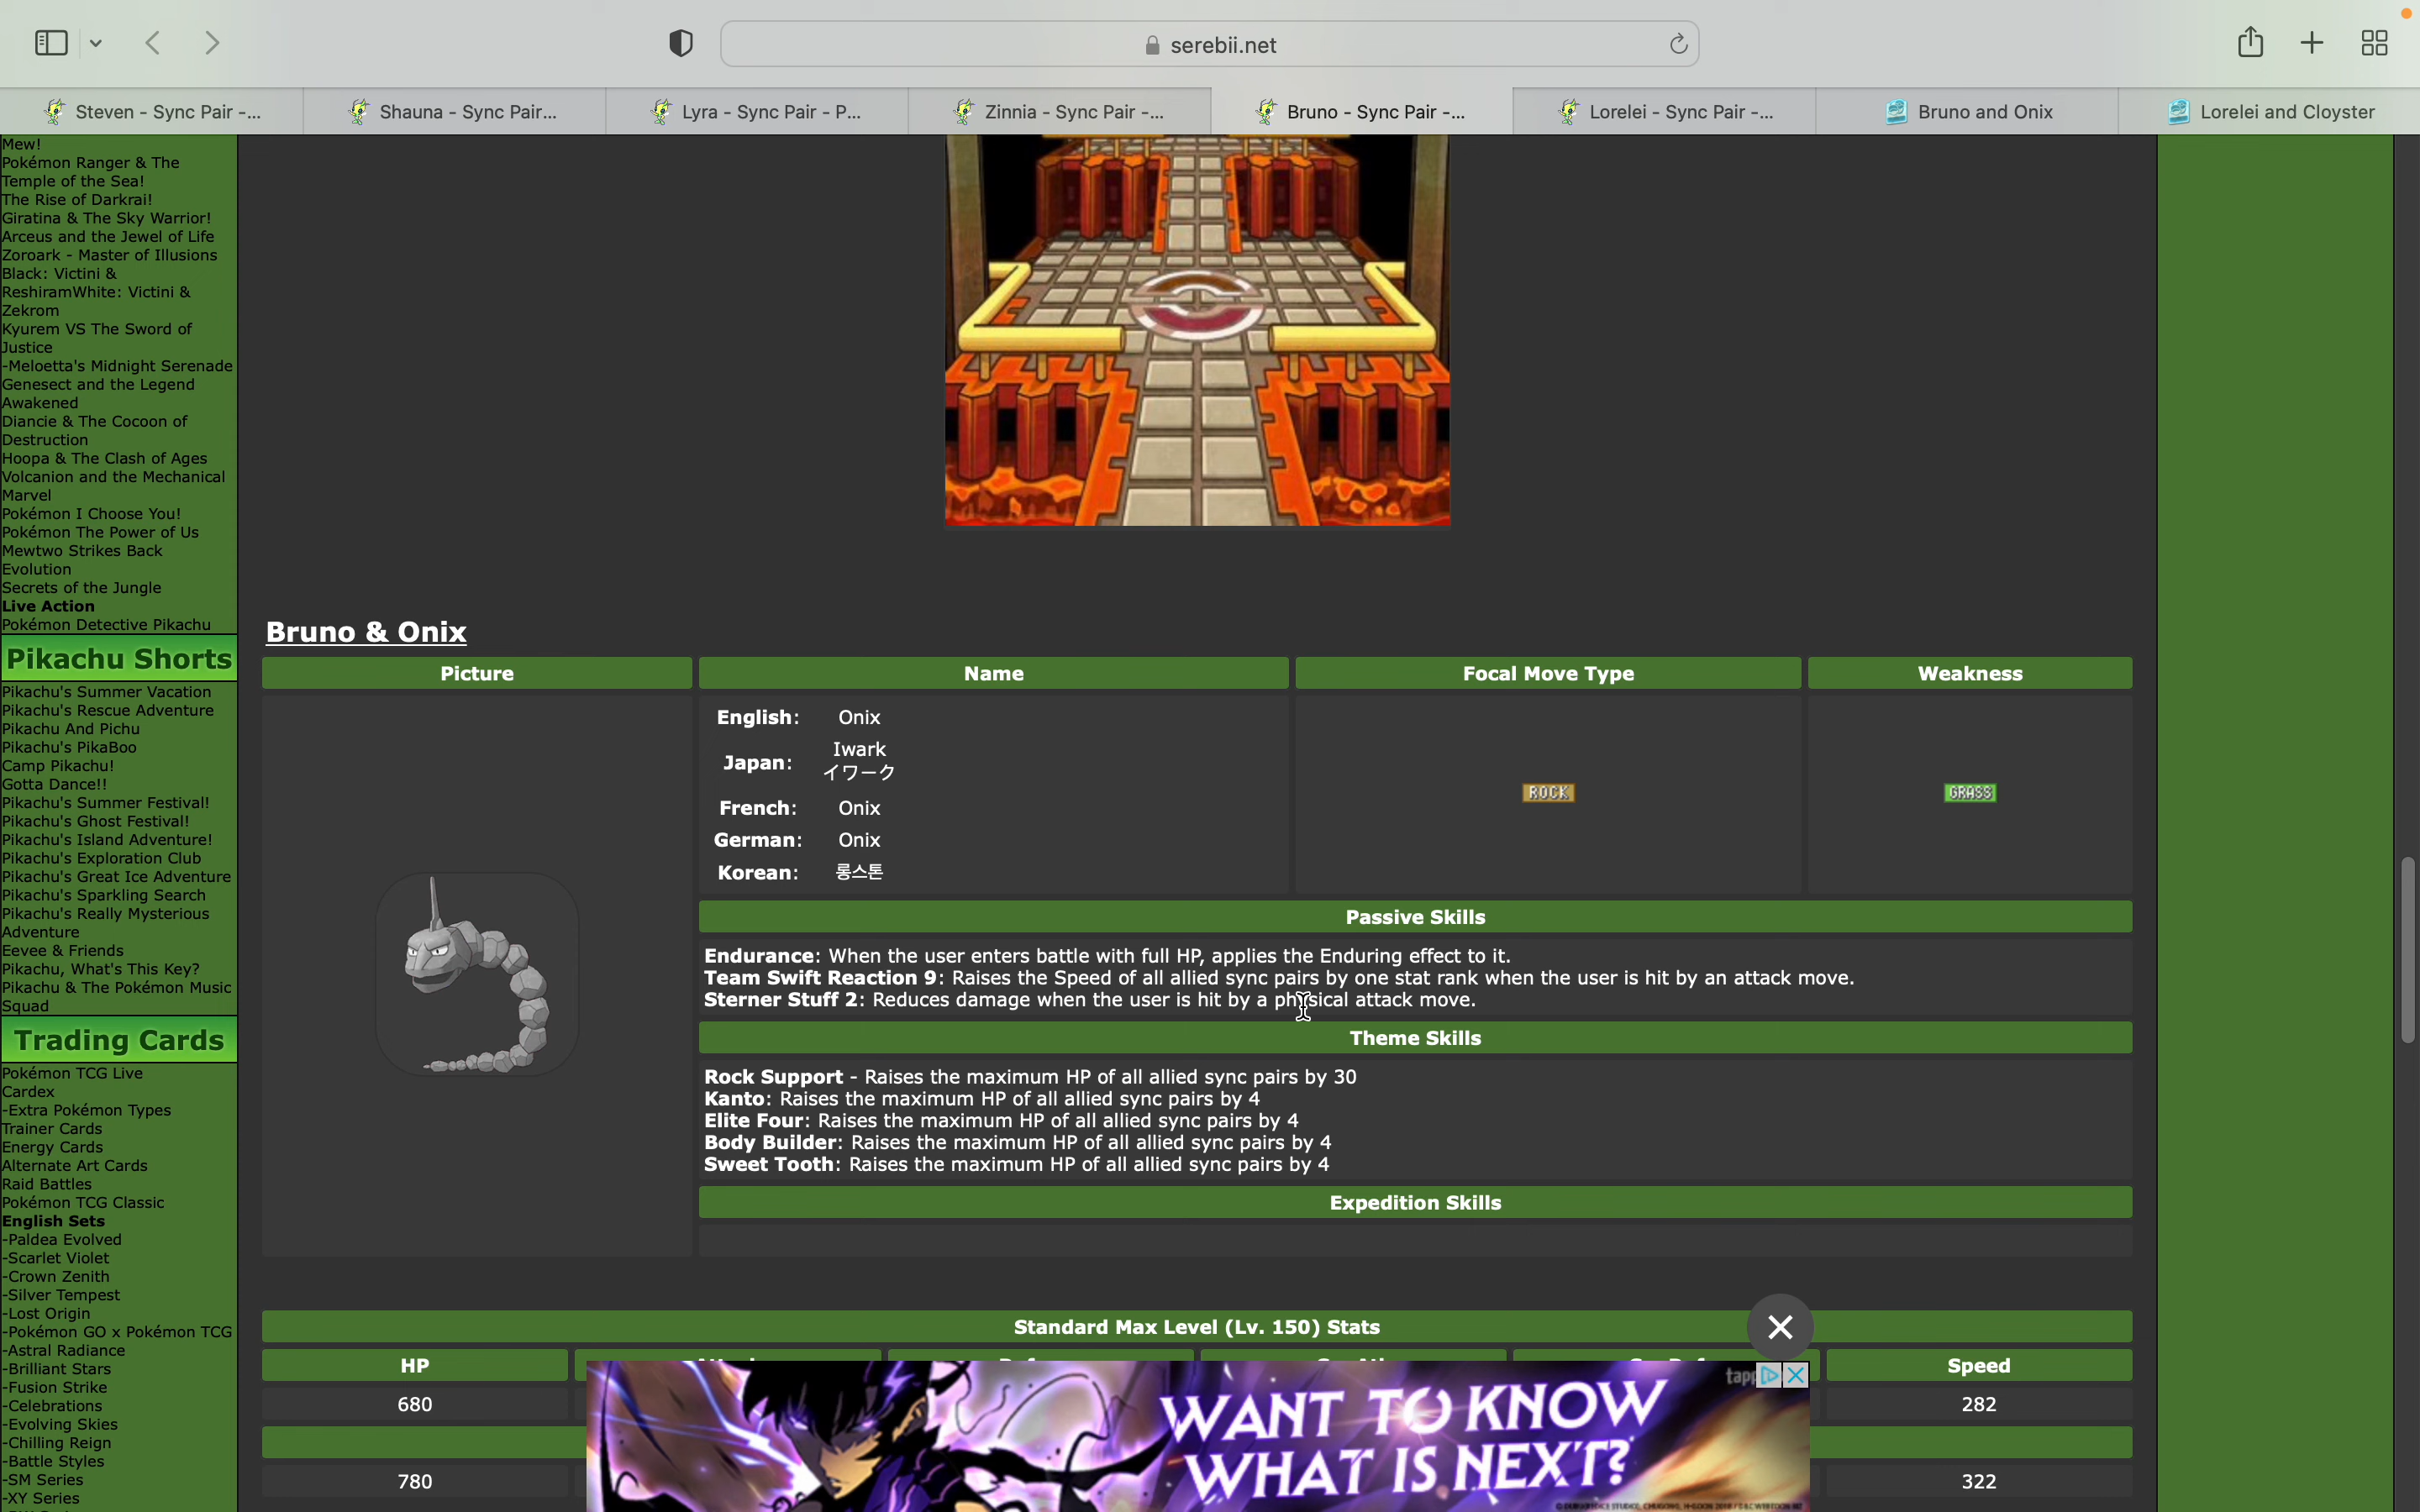 serebii.net
Steven - Sync Pair -...
Shauna - Sync Pair...
Lyra - Sync Pair - P...
Zinnia - Sync Pair -...
Bruno - Sync Pair -...
Lorelei - Sync Pair -...
Bruno and Onix
Lorelei and Cloyster
Mew!
Pokémon Ranger & The
Temple of the Sea!
The Rise of Darkrai!
Giratina & The Sky Warrior!
Arceus and the Jewel of Life
Zoroark - Master of Illusions
Black: Victini &
ReshiramWhite: Victini &
Zekrom
Kyurem VS The Sword of
Justice
-Meloetta's Midnight Serenade
Genesect and the Legend
Awakened
Diancie & The Cocoon of
Destruction
Hoopa & The Clash of Ages
Volcanion and the Mechanical
Marvel
Pokémon I Choose You!
Pokémon The Power of Us
Mewtwo Strikes Back
Evolution
Secrets of the Jungle
Live Action
Pokémon Detective Pikachu
Pikachu Shorts
Pikachu's Summer Vacation
Pikachu's Rescue Adventure
Pikachu And Pichu
Pikachu's PikaBoo
Camp Pikachu!
Gotta Dance!!
Pikachu's Summer Festival!
Pikachu's Ghost Festival!
Pikachu's Island Adventure!
Pikachu's Exploration Club
Pikachu's Great Ice Adventure
Pikachu's Sparkling Search
Pikachu's Really Mysterious
Adventure
Eevee & Friends
Pikachu, What's This Key?
Pikachu & The Pokémon Music
Squad
Trading Cards
Pokémon TCG Live
Cardex
-Extra Pokémon Types
Trainer Cards
Energy Cards
Alternate Art Cards
Raid Battles
Pokémon TCG Classic
English Sets
-Paldea Evolved
-Scarlet Violet
-Crown Zenith
-Silver Tempest
-Lost Origin
-Pokémon GO x Pokémon TCG
-Astral Radiance
-Brilliant Stars
-Fusion Strike
-Celebrations
-Evolving Skies
-Chilling Reign
-Battle Styles
-SM Series
-XY Series
Bruno & Onix
Picture
Name
Focal Move Type
Weakness
English: Onix
Japan: Iwark
イワーク
French: Onix
German: Onix
Korean: 롱스톤
ROCK
GRASS
Passive Skills
Endurance: When the user enters battle with full HP, applies the Enduring effect to it.
Team Swift Reaction 9: Raises the Speed of all allied sync pairs by one stat rank when the user is hit by an attack move.
Sterner Stuff 2: Reduces damage when the user is hit by a physical attack move.
Theme Skills
Rock Support - Raises the maximum HP of all allied sync pairs by 30
Kanto: Raises the maximum HP of all allied sync pairs by 4
Elite Four: Raises the maximum HP of all allied sync pairs by 4
Body Builder: Raises the maximum HP of all allied sync pairs by 4
Sweet Tooth: Raises the maximum HP of all allied sync pairs by 4
Expedition Skills
Standard Max Level (Lv. 150) Stats
HP
Speed
680
282
780
322
WANT TO KNOW
WHAT IS NEXT?